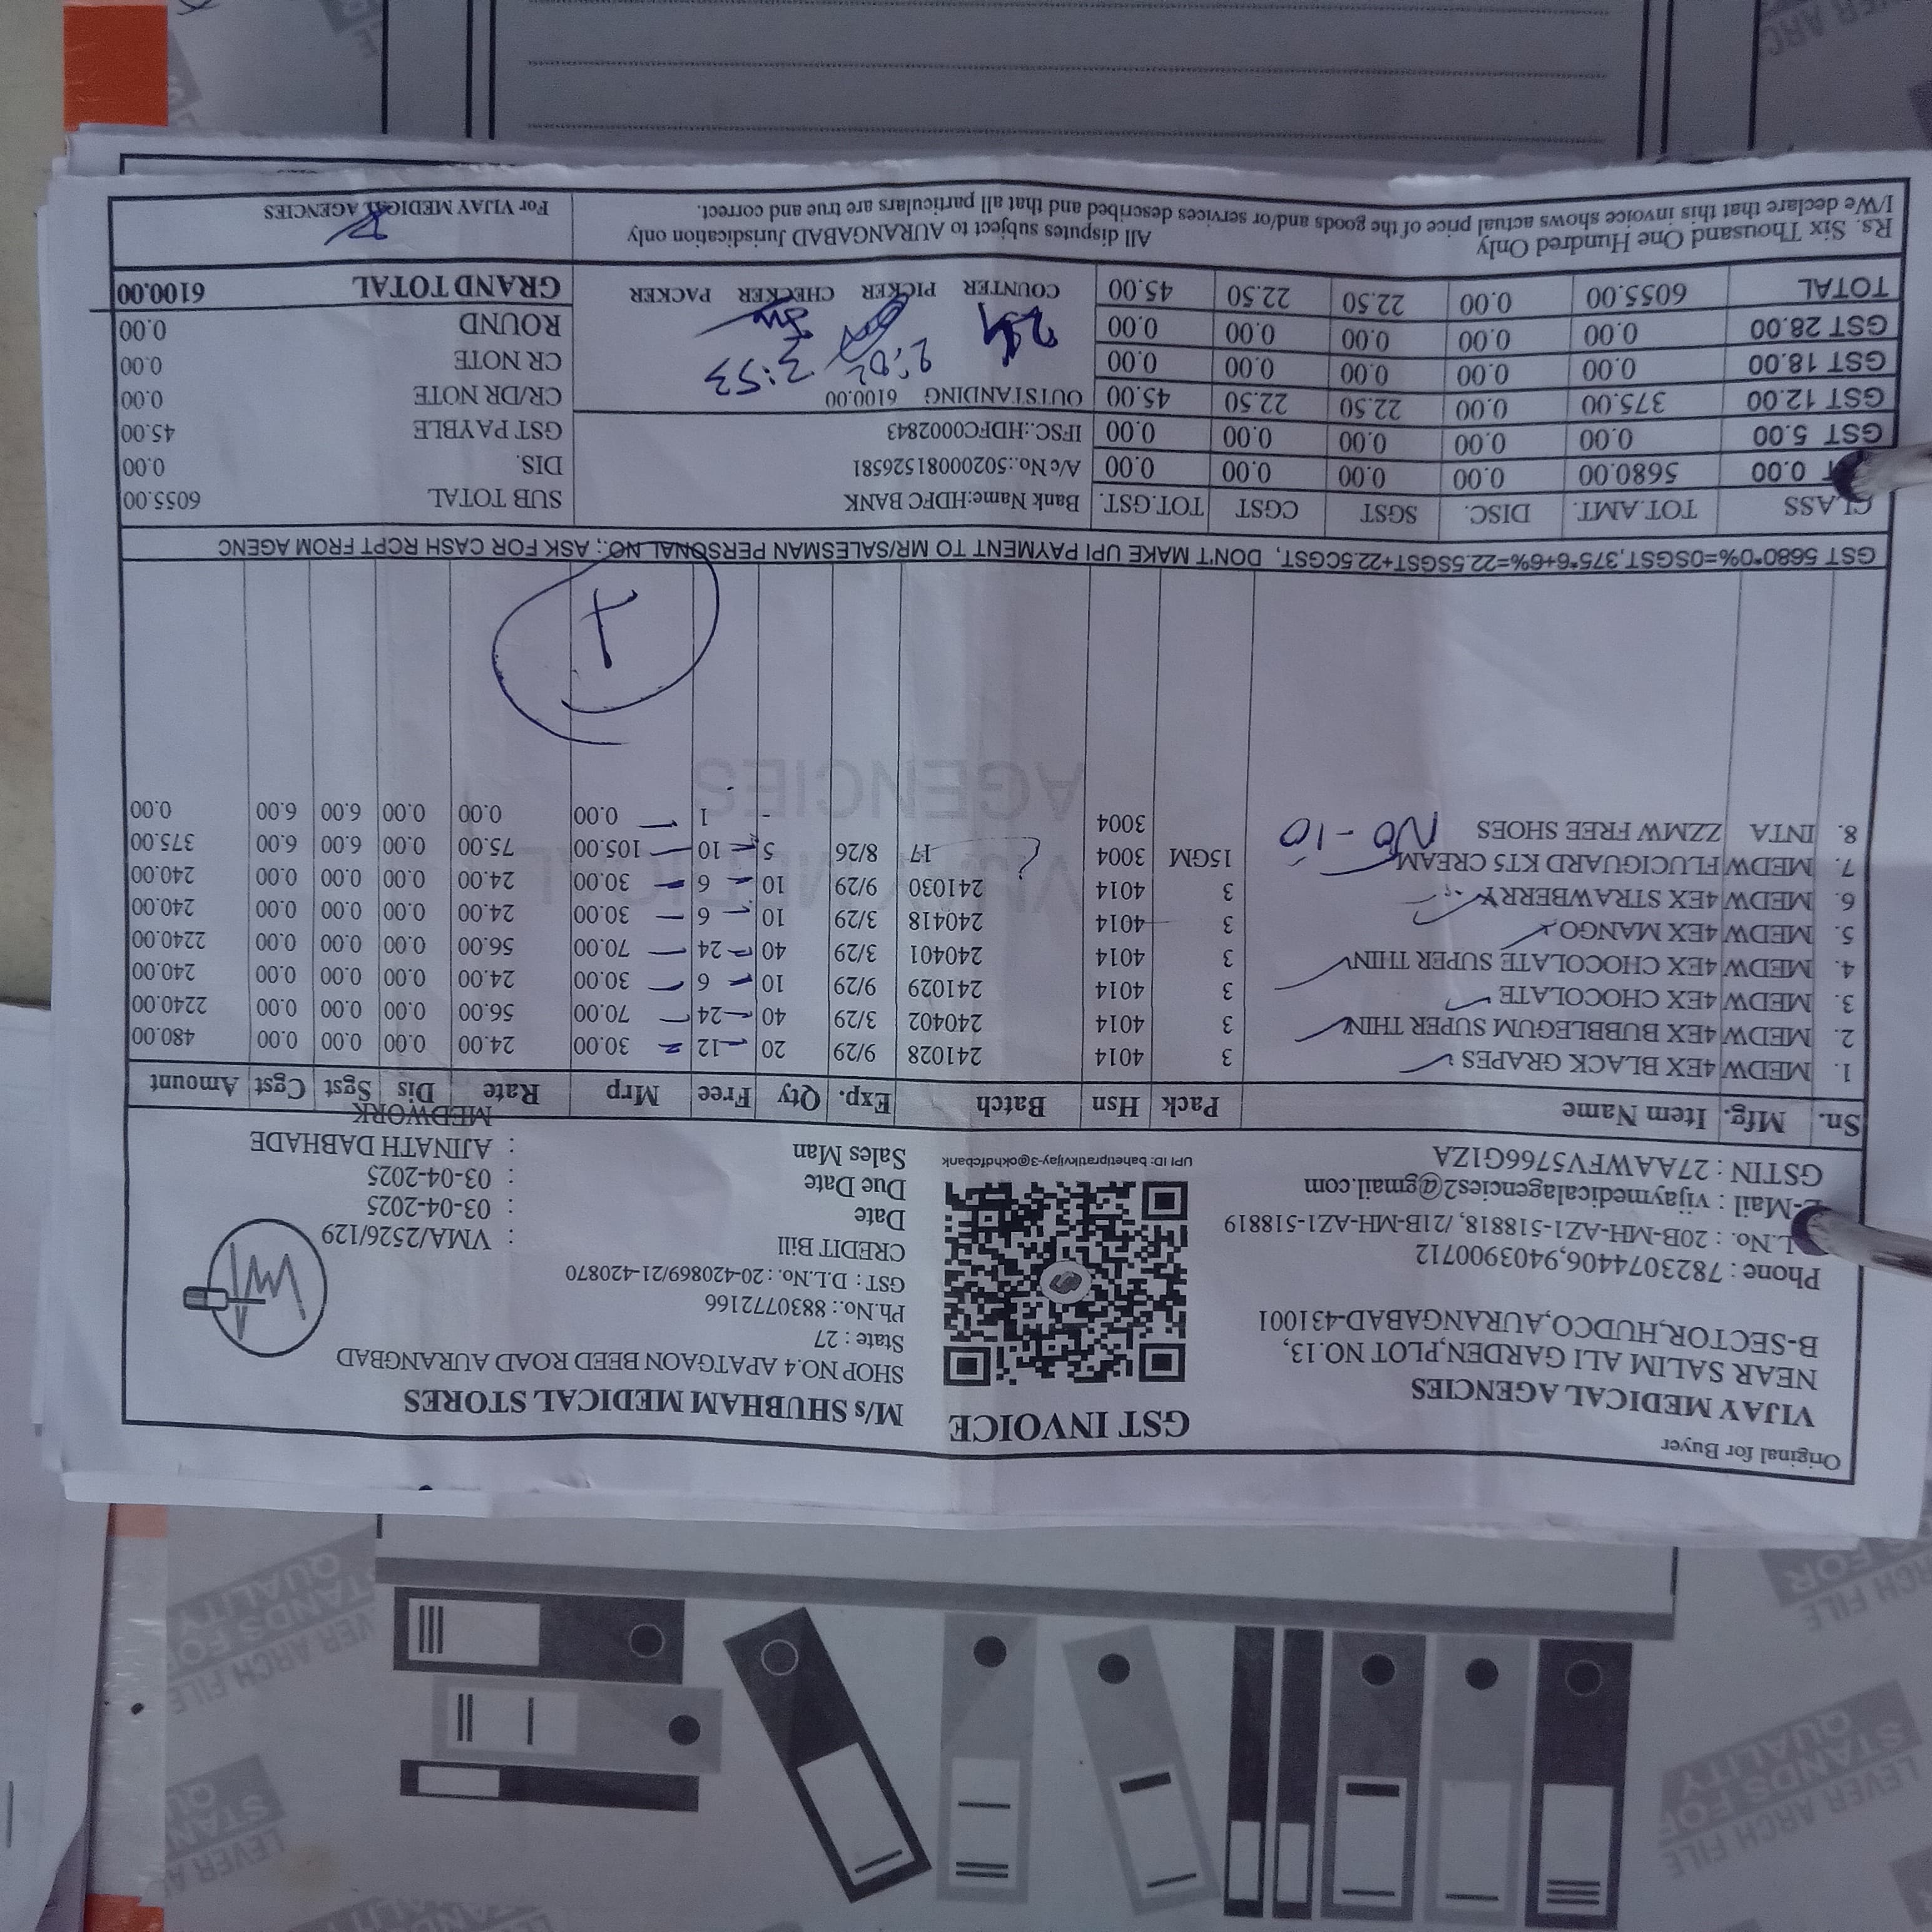 Original for Buyer
VIJAY MEDICAL AGENCIES
NEAR SALIM ALI GARDEN,PLOT NO.13,
B-SECTOR,HUDCO,AURANGABAD-431001
Phone : 7823074406,9403900712
L.No. : 20B-MH-AZ1-518818, /21B-MH-AZ1-518819
E-Mail : vijaymedicalagencies2@gmail.com
GSTIN : 27AAWFV5766G1ZA
GST INVOICE
UPI ID: bahetipratikvijay-3@okhdfcbank
M/s SHUBHAM MEDICAL STORES
SHOP NO.4 APATGAON BEED ROAD AURANGBAD
State : 27
Ph.No.: 8830772166
GST : D.L.No. : 20-420869/21-420870
CREDIT Bill : VMA/2526/129
Date : 03-04-2025
Due Date : 03-04-2025
Sales Man : AJINATH DABHADE
MEDWORK
Sn. Mfg. Item Name Pack Hsn Batch Exp. Qty Free Mrp Rate Dis Sgst Cgst Amount
1. MEDW 4EX BLACK GRAPES 3 4014 241028 9/29 20 12 30.00 24.00 0.00 0.00 0.00 480.00
2. MEDW 4EX BUBBLEGUM SUPER THIN 3 4014 240402 3/29 40 24 70.00 56.00 0.00 0.00 0.00 2240.00
3. MEDW 4EX CHOCOLATE 3 4014 241029 9/29 10 6 30.00 24.00 0.00 0.00 0.00 240.00
4. MEDW 4EX CHOCOLATE SUPER THIN 3 4014 240401 3/29 40 24 70.00 56.00 0.00 0.00 0.00 2240.00
5. MEDW 4EX MANGO 3 4014 240418 3/29 10 6 30.00 24.00 0.00 0.00 0.00 240.00
6. MEDW 4EX STRAWBERRY 3 4014 241030 9/29 10 6 30.00 24.00 0.00 0.00 0.00 240.00
7. MEDW FLUCIGUARD KT5 CREAM 15GM 3004 17 8/26 5 10 105.00 75.00 0.00 6.00 6.00 375.00
8. INTA ZZMW FREE SHOES No - 10 3004 - 1 0.00 0.00 0.00 6.00 6.00 0.00
VIJAY MEDICAL
AGENCIES
GST 5680*0%=0SGST,375*6+6%=22.5SGST+22.5CGST, DON'T MAKE UPI PAYMENT TO MR/SALESMAN PERSONAL NO.; ASK FOR CASH RCPT FROM AGENC
CLASS TOT.AMT. DISC. SGST CGST TOT.GST.
0.00 5680.00 0.00 0.00 0.00 0.00
GST 5.00 0.00 0.00 0.00 0.00 0.00
GST 12.00 375.00 0.00 22.50 22.50 45.00
GST 18.00 0.00 0.00 0.00 0.00 0.00
GST 28.00 0.00 0.00 0.00 0.00 0.00
TOTAL 6055.00 0.00 22.50 22.50 45.00
Bank Name:HDFC BANK
A/c No.:50200081526581
IFSC.:HDFC0002843
OUTSTANDING 6100.00
3:53
COUNTER PICKER CHECKER PACKER
SUB TOTAL 6055.00
DIS. 0.00
GST PAYBLE 45.00
CR/DR NOTE 0.00
CR NOTE 0.00
ROUND 0.00
GRAND TOTAL 6100.00
Rs. Six Thousand One Hundred Only
All disputes subject to AURANGABAD Jurisdication only
I/We declare that this invoice shows actual price of the goods and/or services described and that all particulars are true and correct.
For VIJAY MEDICAL AGENCIES
LEVER ARCH FILE
STANDS FOR
QUALITY